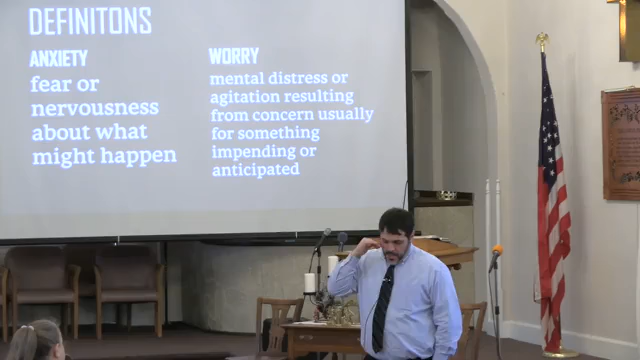 DEFINITONS
ANXIETY
fear or
nervousness
about what
might happen
WORRY
mental distress or
agitation resulting
from concern usually
for something
impending or
anticipated